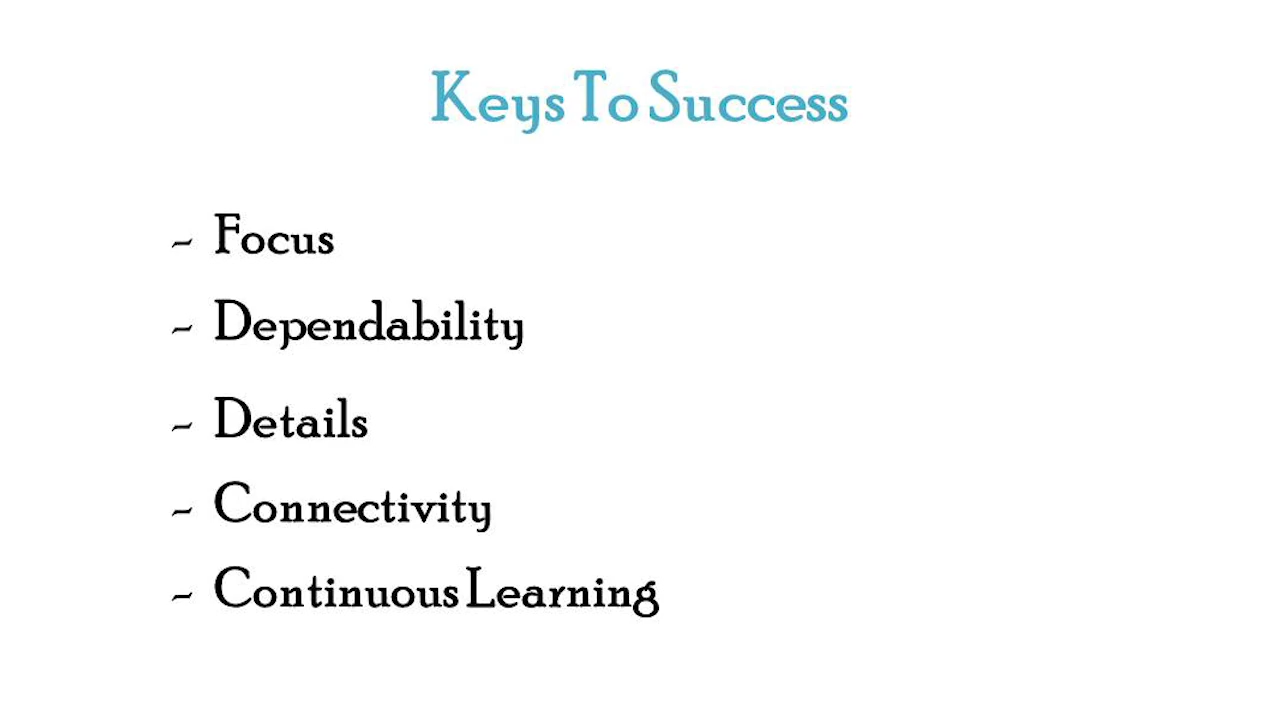 Keys To Success
- Focus
- Dependability
- Details
- Connectivity
- Continuous Learning